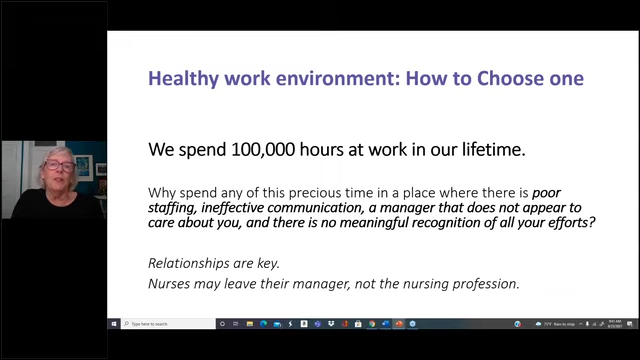 Healthy work environment: How to Choose one
We spend 100,000 hours at work in our lifetime.
Why spend any of this precious time in a place where there is poor
staffing, ineffective communication, a manager that does not appear to
care about you, and there is no meaningful recognition of all your efforts?
Relationships are key.
Nurses may leave their manager, not the nursing profession.
Type here to search